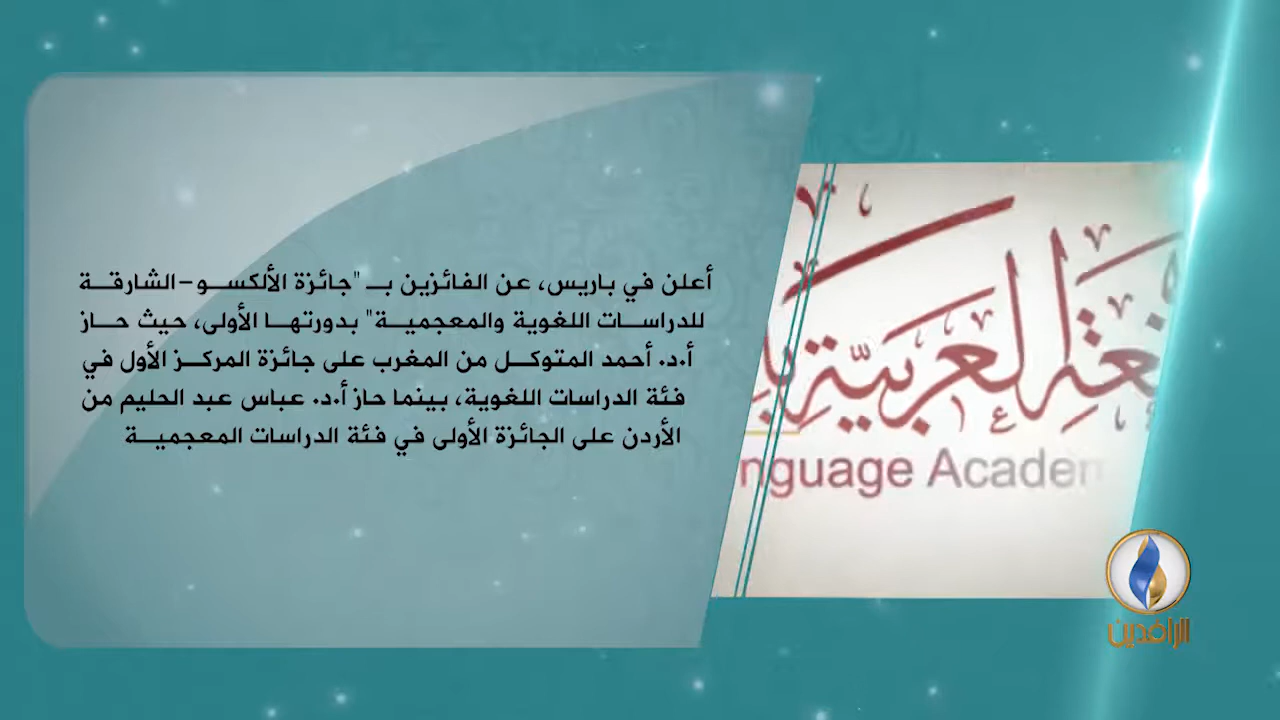 أعلن في باريس، عن الفائزين بـ "جائزة الألكسو-الشارقة
للدراسات اللغوية والمعجمية" بدورتها الأولى، حيث حاز
أ.د. أحمد المتوكل من المغرب على جائزة المركز الأول في
فئة الدراسات اللغوية، بينما حاز أ.د. عباس عبد الحليم من
الأردن على الجائزة الأولى في فئة الدراسات المعجمية
العربية
nguage Academ
الرافدين